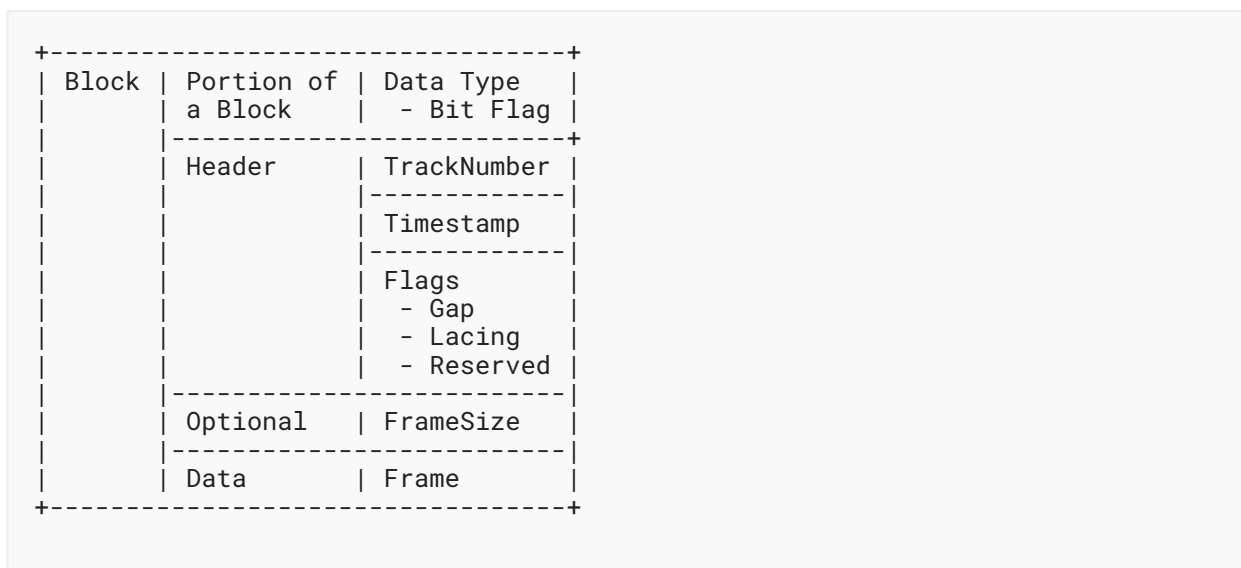 +----------------------------------+
| Block | Portion of | Data Type   |
|       | a Block    |  - Bit Flag |
|       |--------------------------+
|       | Header     | TrackNumber |
|       |            |-------------|
|       |            | Timestamp   |
|       |            |-------------|
|       |            | Flags       |
|       |            |  - Gap      |
|       |            |  - Lacing   |
|       |            |  - Reserved |
|       |--------------------------|
|       | Optional   | FrameSize   |
|       |--------------------------|
|       | Data       | Frame       |
+----------------------------------+